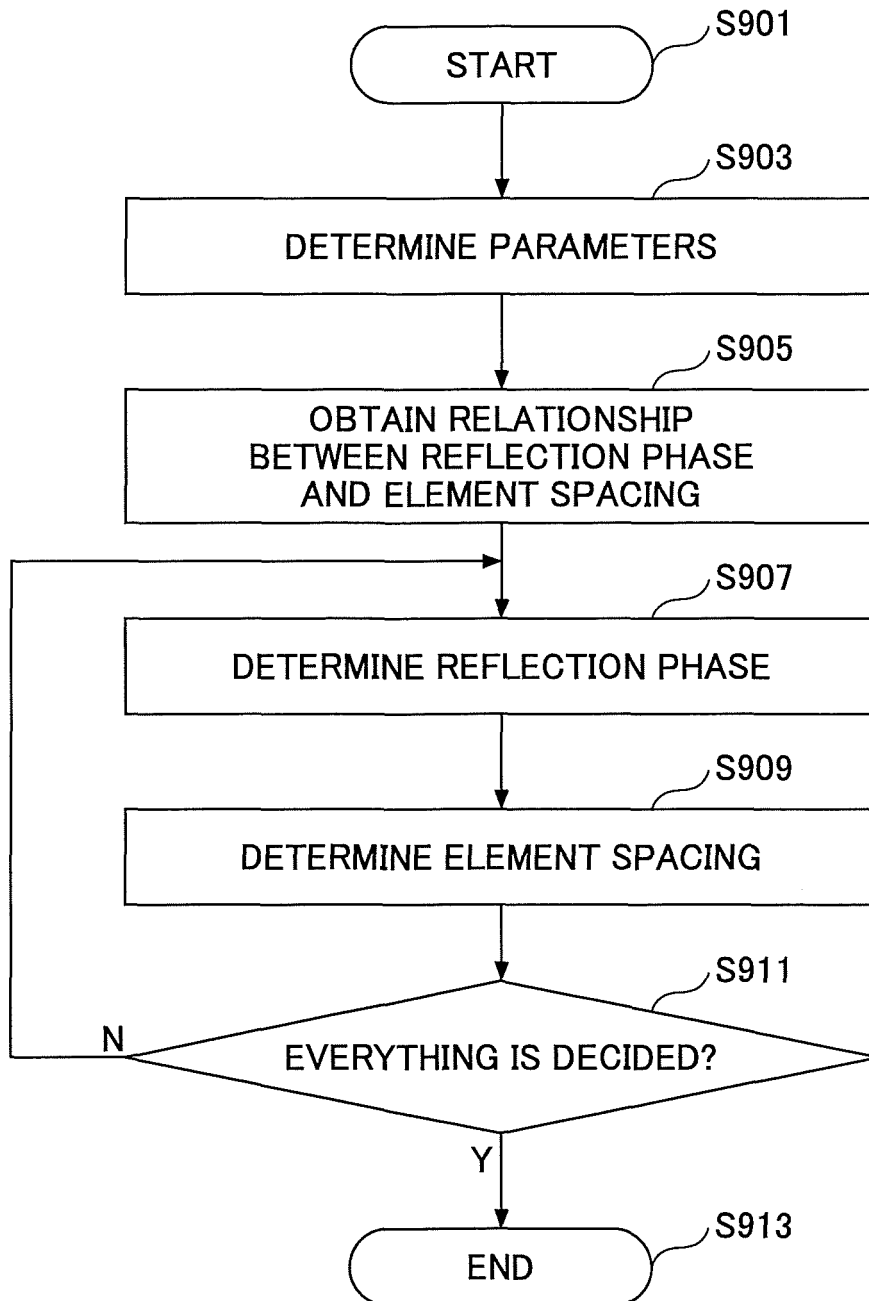 S901
START
S903
DETERMINE PARAMETERS
S905
OBTAIN RELATIONSHIP
BETWEEN REFLECTION PHASE
AND ELEMENT SPACING
S907
DETERMINE REFLECTION PHASE
S909
DETERMINE ELEMENT SPACING
S911
N
EVERYTHING IS DECIDED?
Y
S913
END